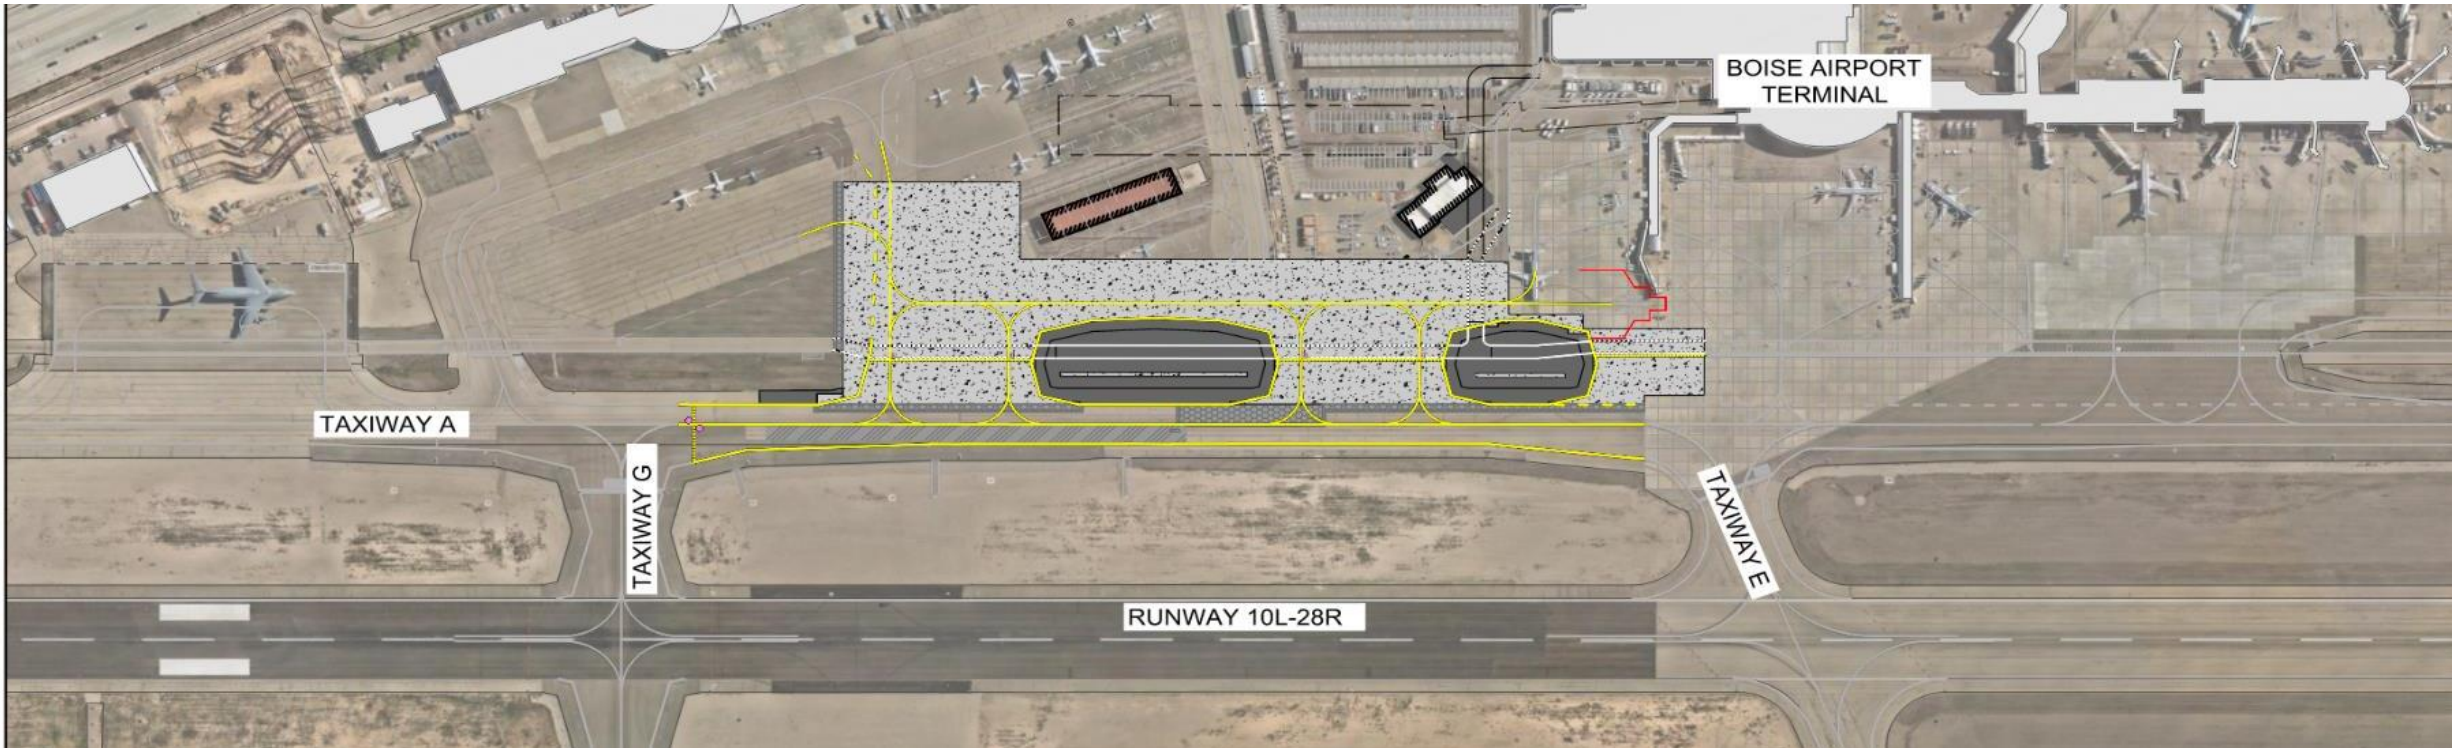 BOISE AIRPORT
TERMINAL
TAXIWAY A
TAXIWAY G
TAXIWAY E
RUNWAY 10L-28R